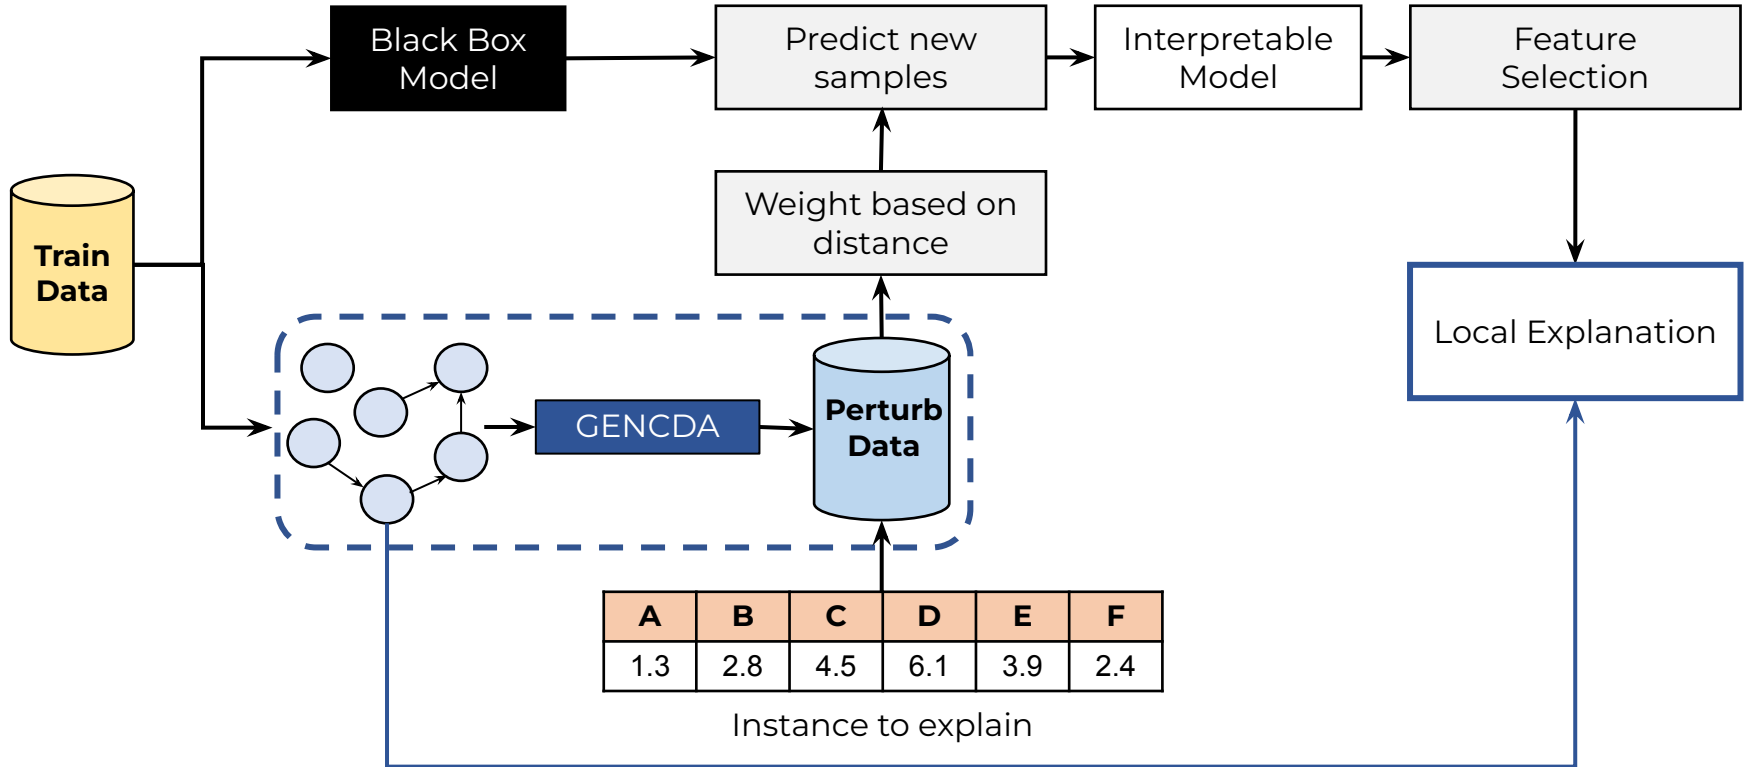 Black Box
Model
Predict new
samples
Interpretable
Model
Feature
Selection
Weight based on
distance
Train
Data
Local Explanation
GENCDA
Perturb
Data
A B C D E F
1.3 2.8 4.5 6.1 3.9 2.4
Instance to explain